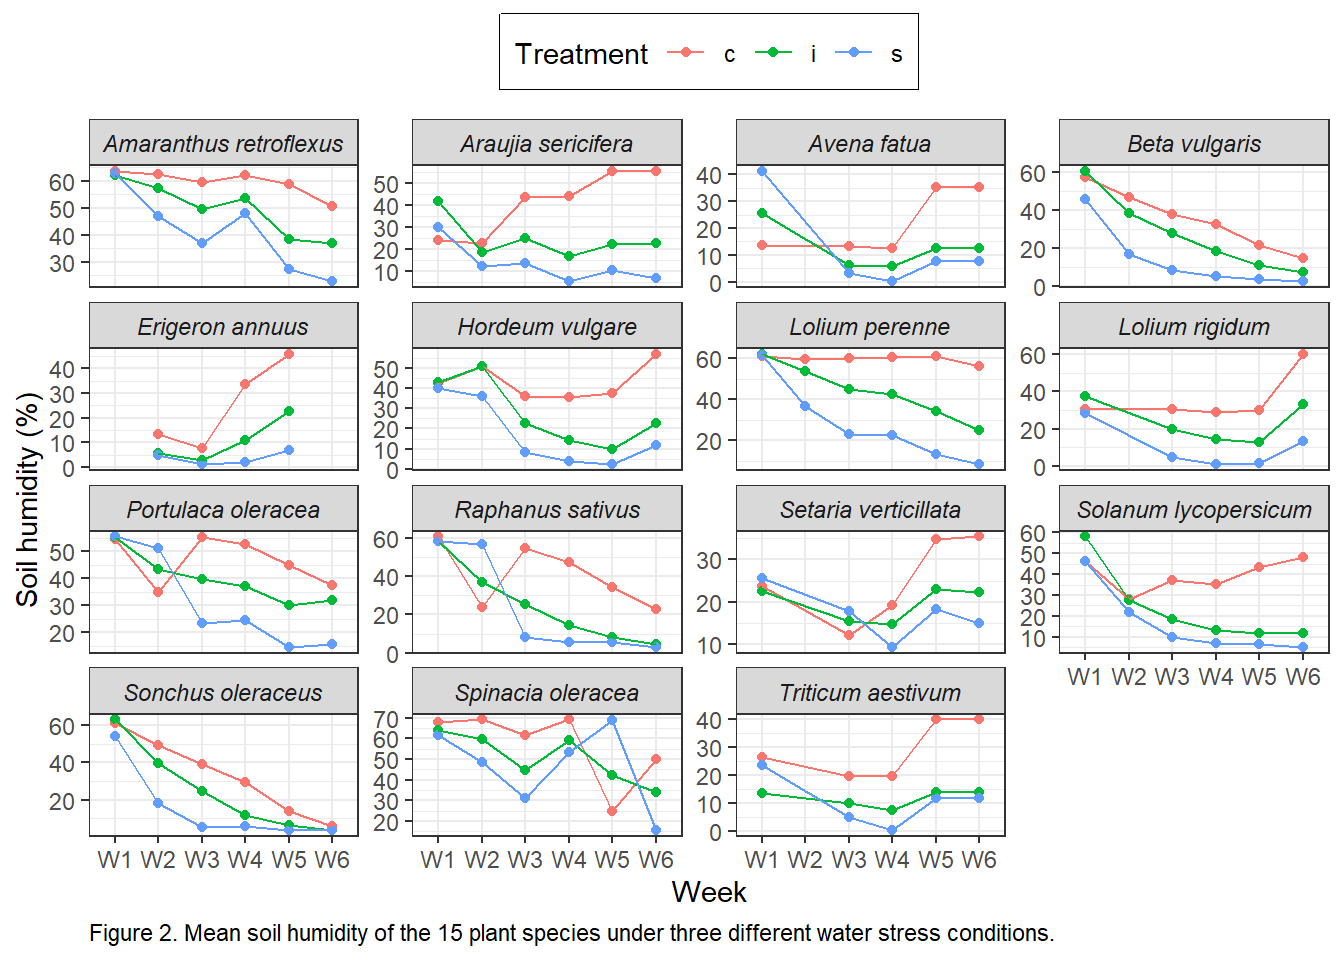 Treatment c i s
Amaranthus retroflexus Araujia sericifera Avena fatua Beta vulgaris
60 50 40 30
50 40 30 20 10
40 30 20 10 0
60 40 20 0
Erigeron annuus Hordeum vulgare Lolium perenne Lolium rigidum
40 30 20 10 0
50 40 30 20 10 0
60 40 20
60 40 20 0
Portulaca oleracea Raphanus sativus Setaria verticillata Solanum lycopersicum
50 40 30 20
60 40 20 0
30 20 10
60 50 40 30 20 10
W1 W2 W3 W4 W5 W6
Sonchus oleraceus Spinacia oleracea Triticum aestivum
60 40 20
70 60 50 40 30 20
40 30 20 10 0
W1 W2 W3 W4 W5 W6 W1 W2 W3 W4 W5 W6 W1 W2 W3 W4 W5 W6
Soil humidity (%)
Week
Figure 2. Mean soil humidity of the 15 plant species under three different water stress conditions.